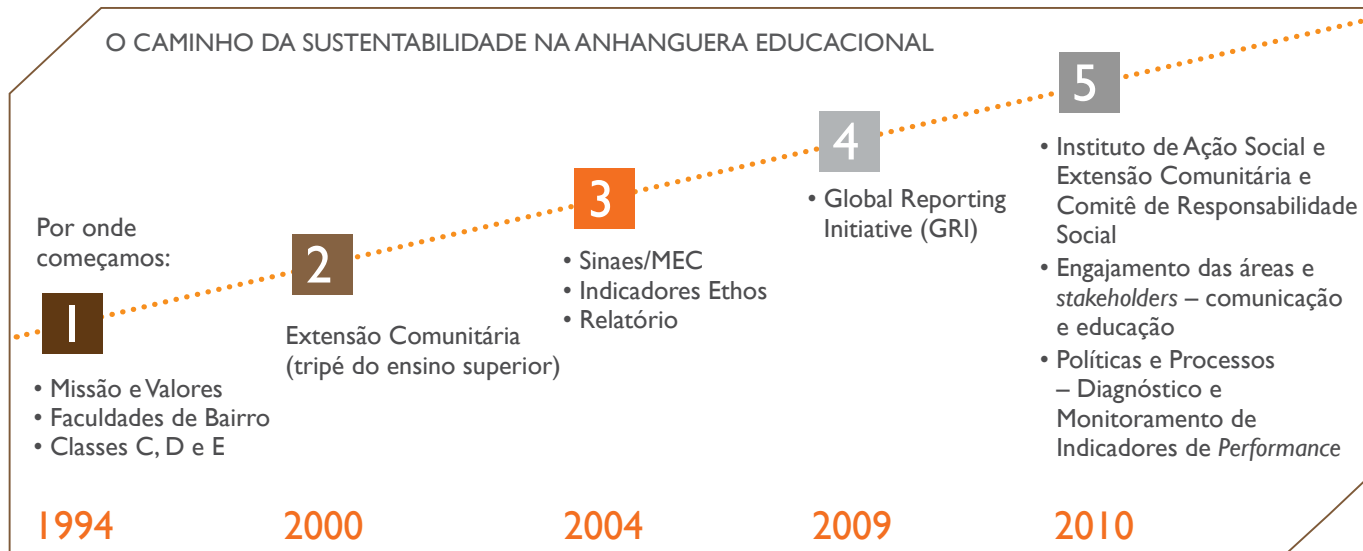 O CAMINHO DA SUSTENTABILIDADE NA ANHANGUERA EDUCACIONAL
Por onde
começamos:
1
• Missão e Valores
• Faculdades de Bairro
• Classes C, D e E
1994
2
Extensão Comunitária
(tripé do ensino superior)
2000
3
• Sinaes/MEC
• Indicadores Ethos
• Relatório
2004
4
• Global Reporting
Initiative (GRI)
2009
5
• Instituto de Ação Social e
Extensão Comunitária e
Comitê de Responsabilidade
Social
• Engajamento das áreas e
stakeholders – comunicação
e educação
• Políticas e Processos
– Diagnóstico e
Monitoramento de
Indicadores de Performance
2010